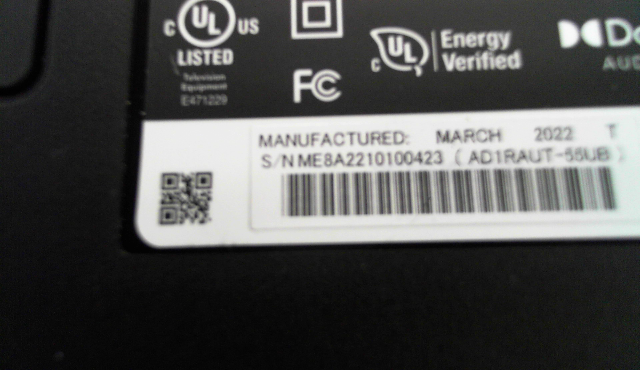 C UL US
LISTED
Television
Equipment
E471229
FC
C UL Energy
Verified
MANUFACTURED: MARCH 2022 T
S/N ME8A2210100423 ( AD1RAUT-55UB )